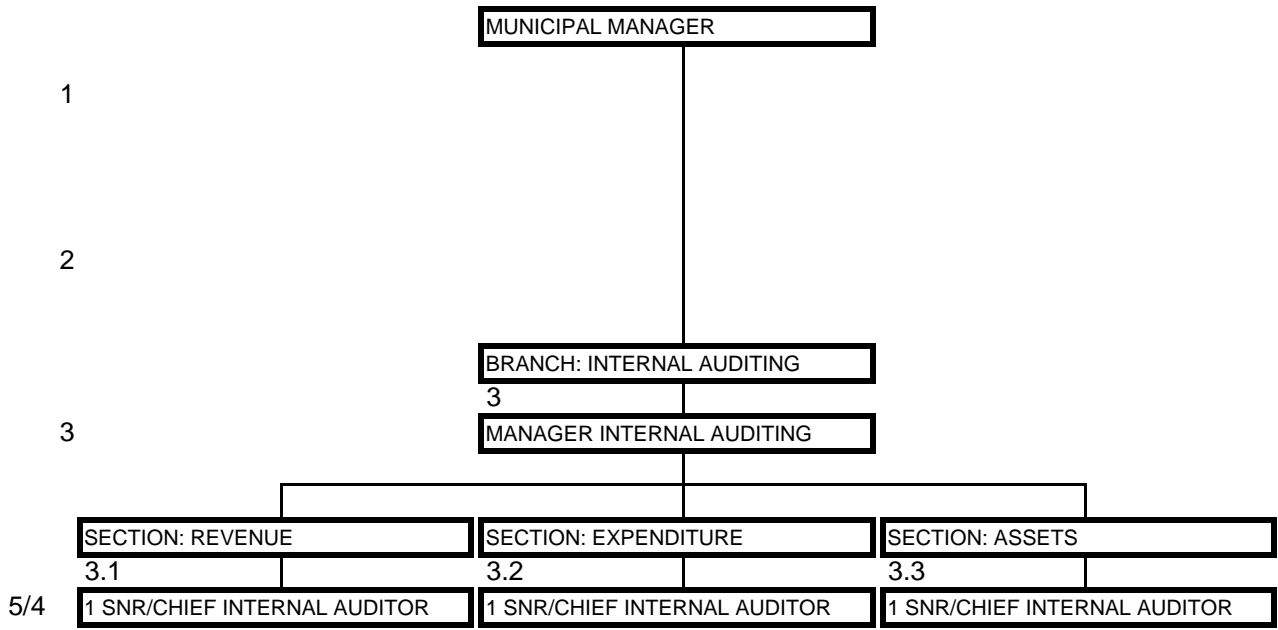 MUNICIPAL MANAGER
1
2
BRANCH: INTERNAL AUDITING
3
3 MANAGER INTERNAL AUDITING
SECTION: REVENUE SECTION: EXPENDITURE SECTION: ASSETS
3.1 3.2 3.3
5/4 1 SNR/CHIEF INTERNAL AUDITOR 1 SNR/CHIEF INTERNAL AUDITOR 1 SNR/CHIEF INTERNAL AUDITOR